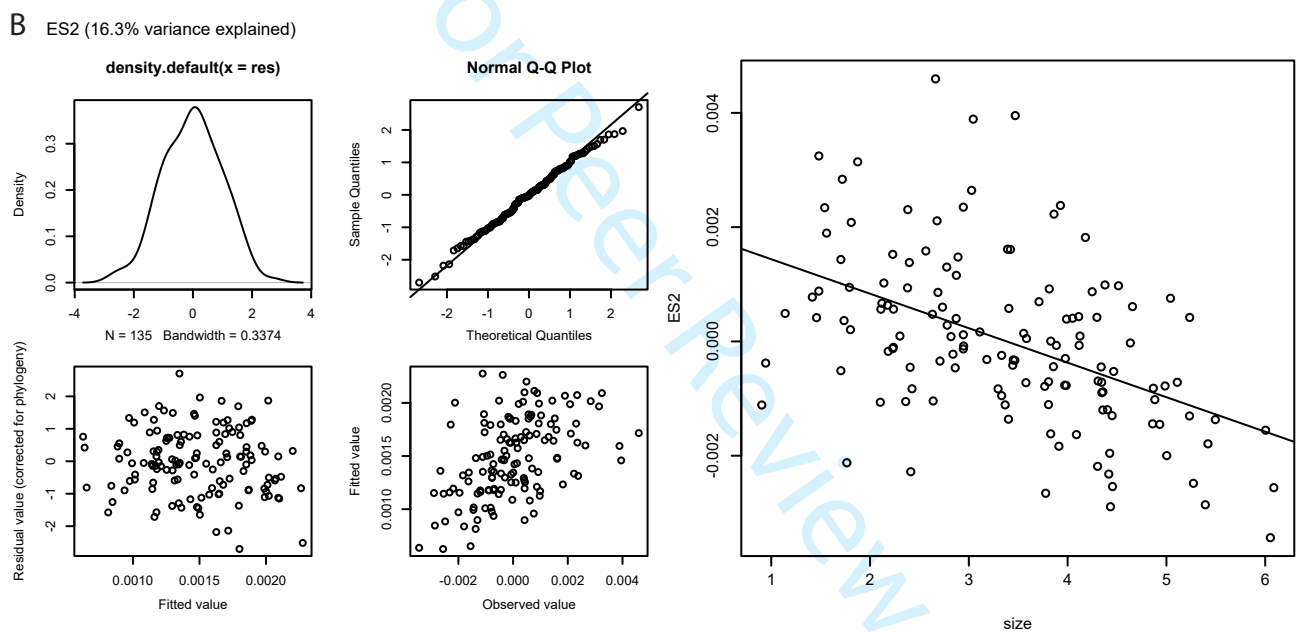 B ES2 (16.3% variance explained)
density.default(x = res)
Density
0.0
0.1
0.2
0.3
-4 -2 0 2 4
N = 135 Bandwidth = 0.3374
Normal Q-Q Plot
Sample Quantiles
-2
-1
0
1
2
-2 -1 0 1 2
Theoretical Quantiles
Residual value (corrected for phylogeny)
-2
-1
0
1
2
0.0010 0.0015 0.0020
Fitted value
Fitted value
0.0010
0.0015
0.0020
-0.002 0.000 0.002 0.004
Observed value
ES2
-0.002
0.000
0.002
0.004
1 2 3 4 5 6
size
or Peer Review